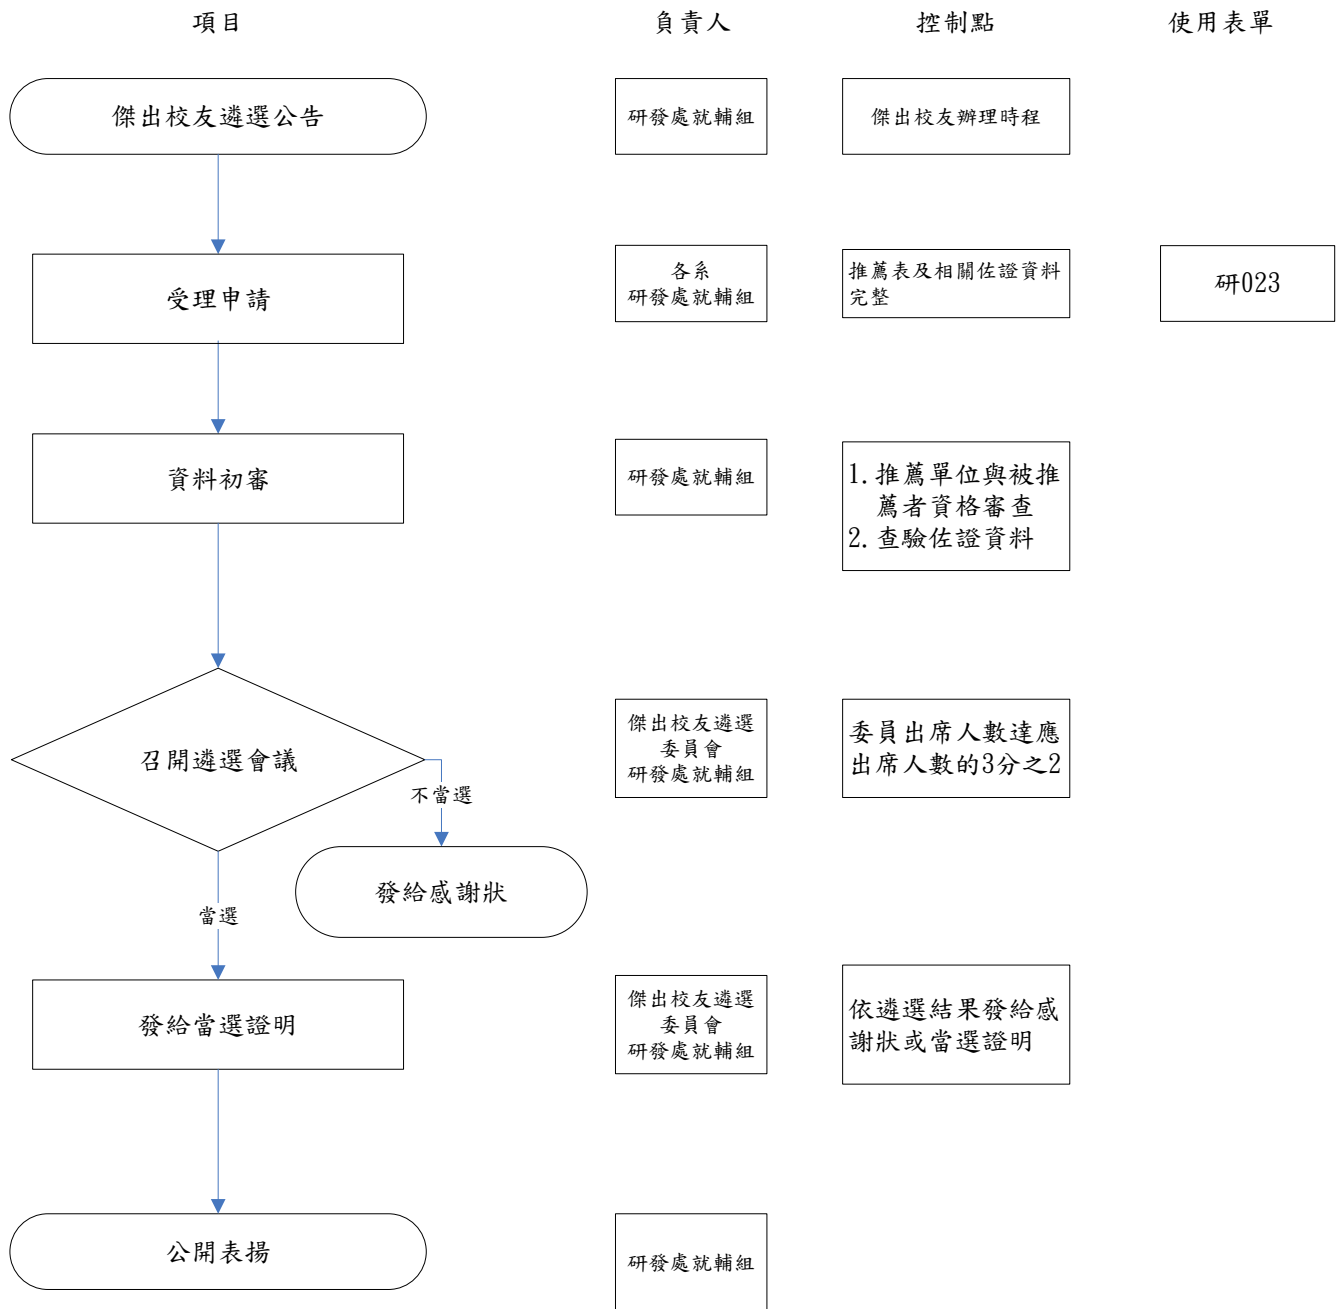 項目
負責人
控制點
使用表單
傑出校友遴選公告
研發處就輔組
傑出校友辦理時程
受理申請
各系
研發處就輔組
推薦表及相關佐證資料
完整
研023
資料初審
研發處就輔組
1. 推薦單位與被推
薦者資格審查
2. 查驗佐證資料
召開遴選會議
傑出校友遴選
委員會
研發處就輔組
委員出席人數達應
出席人數的3分之2
不當選
發給感謝狀
當選
發給當選證明
傑出校友遴選
委員會
研發處就輔組
依遴選結果發給感
謝狀或當選證明
公開表揚
研發處就輔組